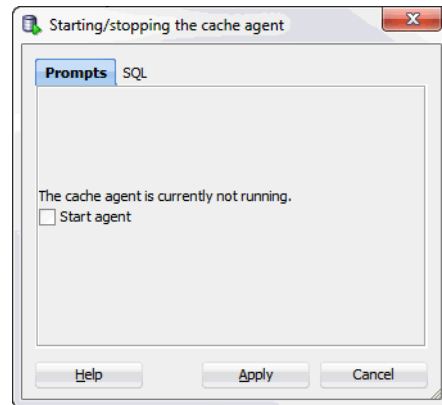 Starting/stopping the cache agent
Prompts SQL
The cache agent is currently not running.
Start agent
Help Apply Cancel